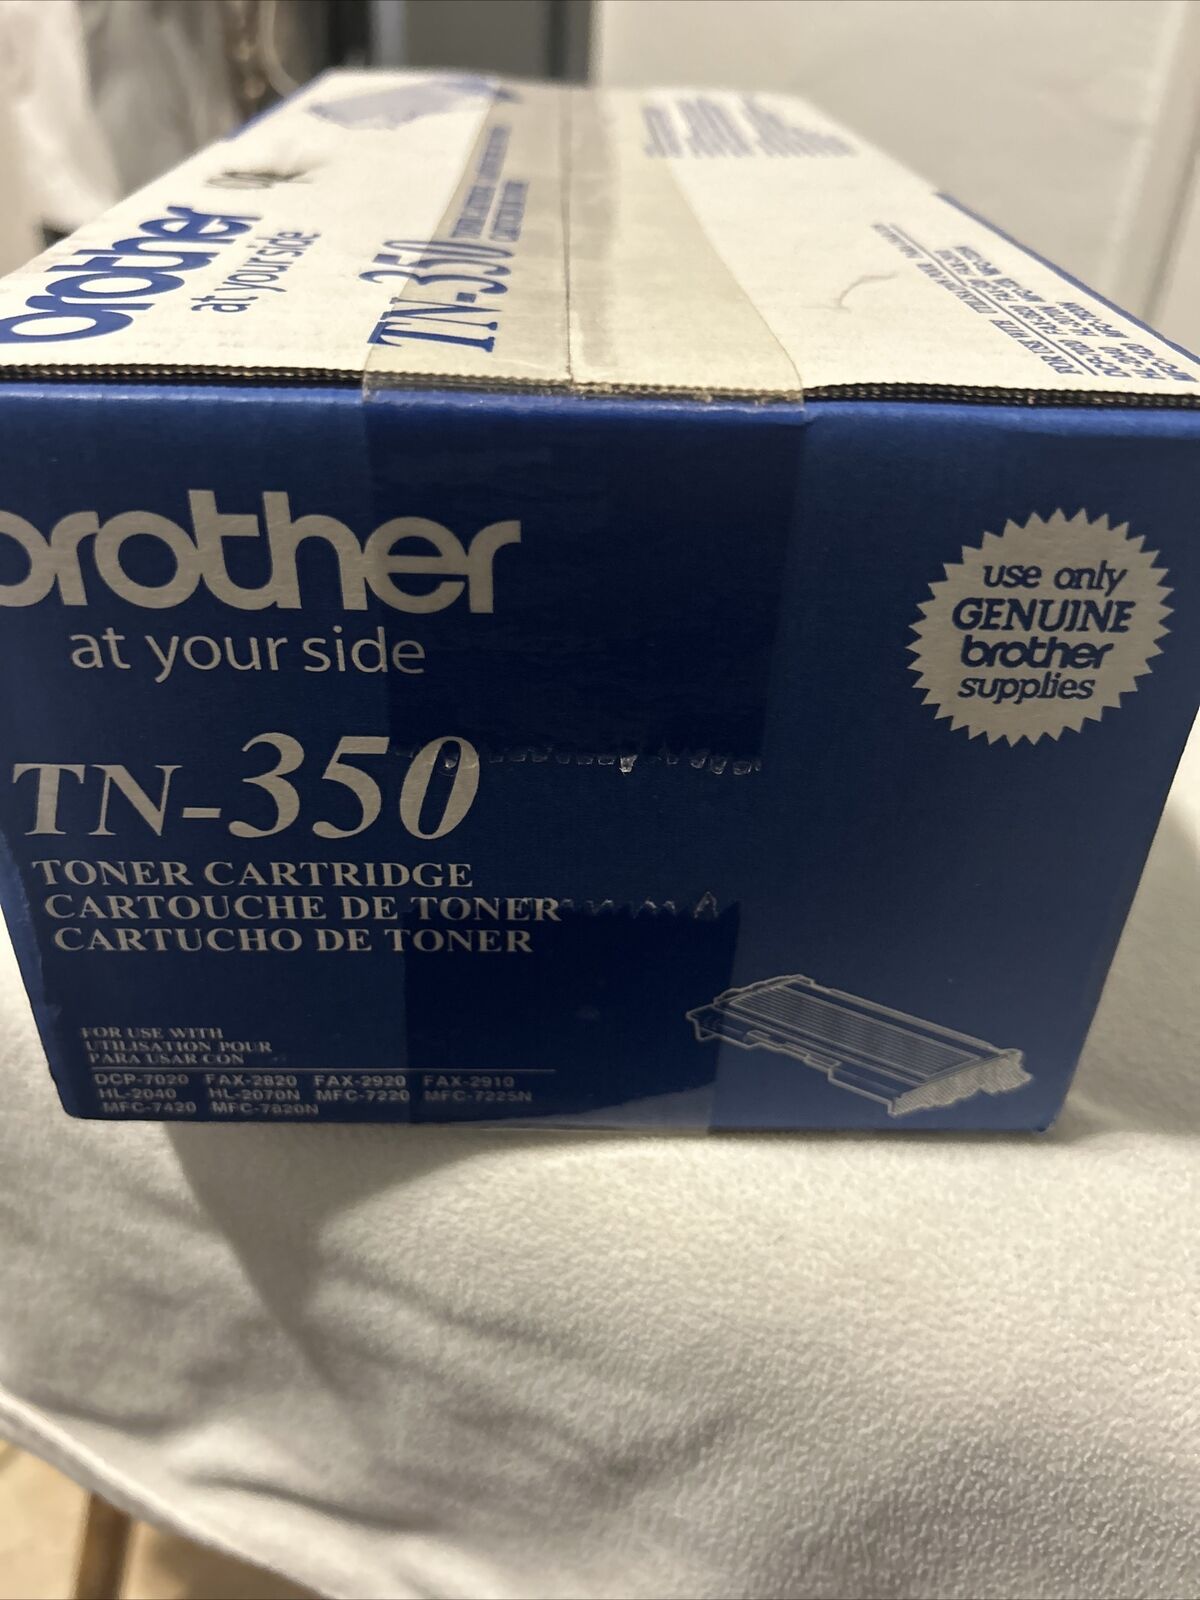 brother
at your side
TN-350
brother
at your side
TN-350
TONER CARTRIDGE
CARTOUCHE DE TONER
CARTUCHO DE TONER
FOR USE WITH
UTILISATION POUR
PARA USAR CON
DCP-7020 FAX-2820 FAX-2920 FAX-2910
HL-2040 HL-2070N MFC-7220 MFC-7225N
MFC-7420 MFC-7820N
use only
GENUINE
brother
supplies